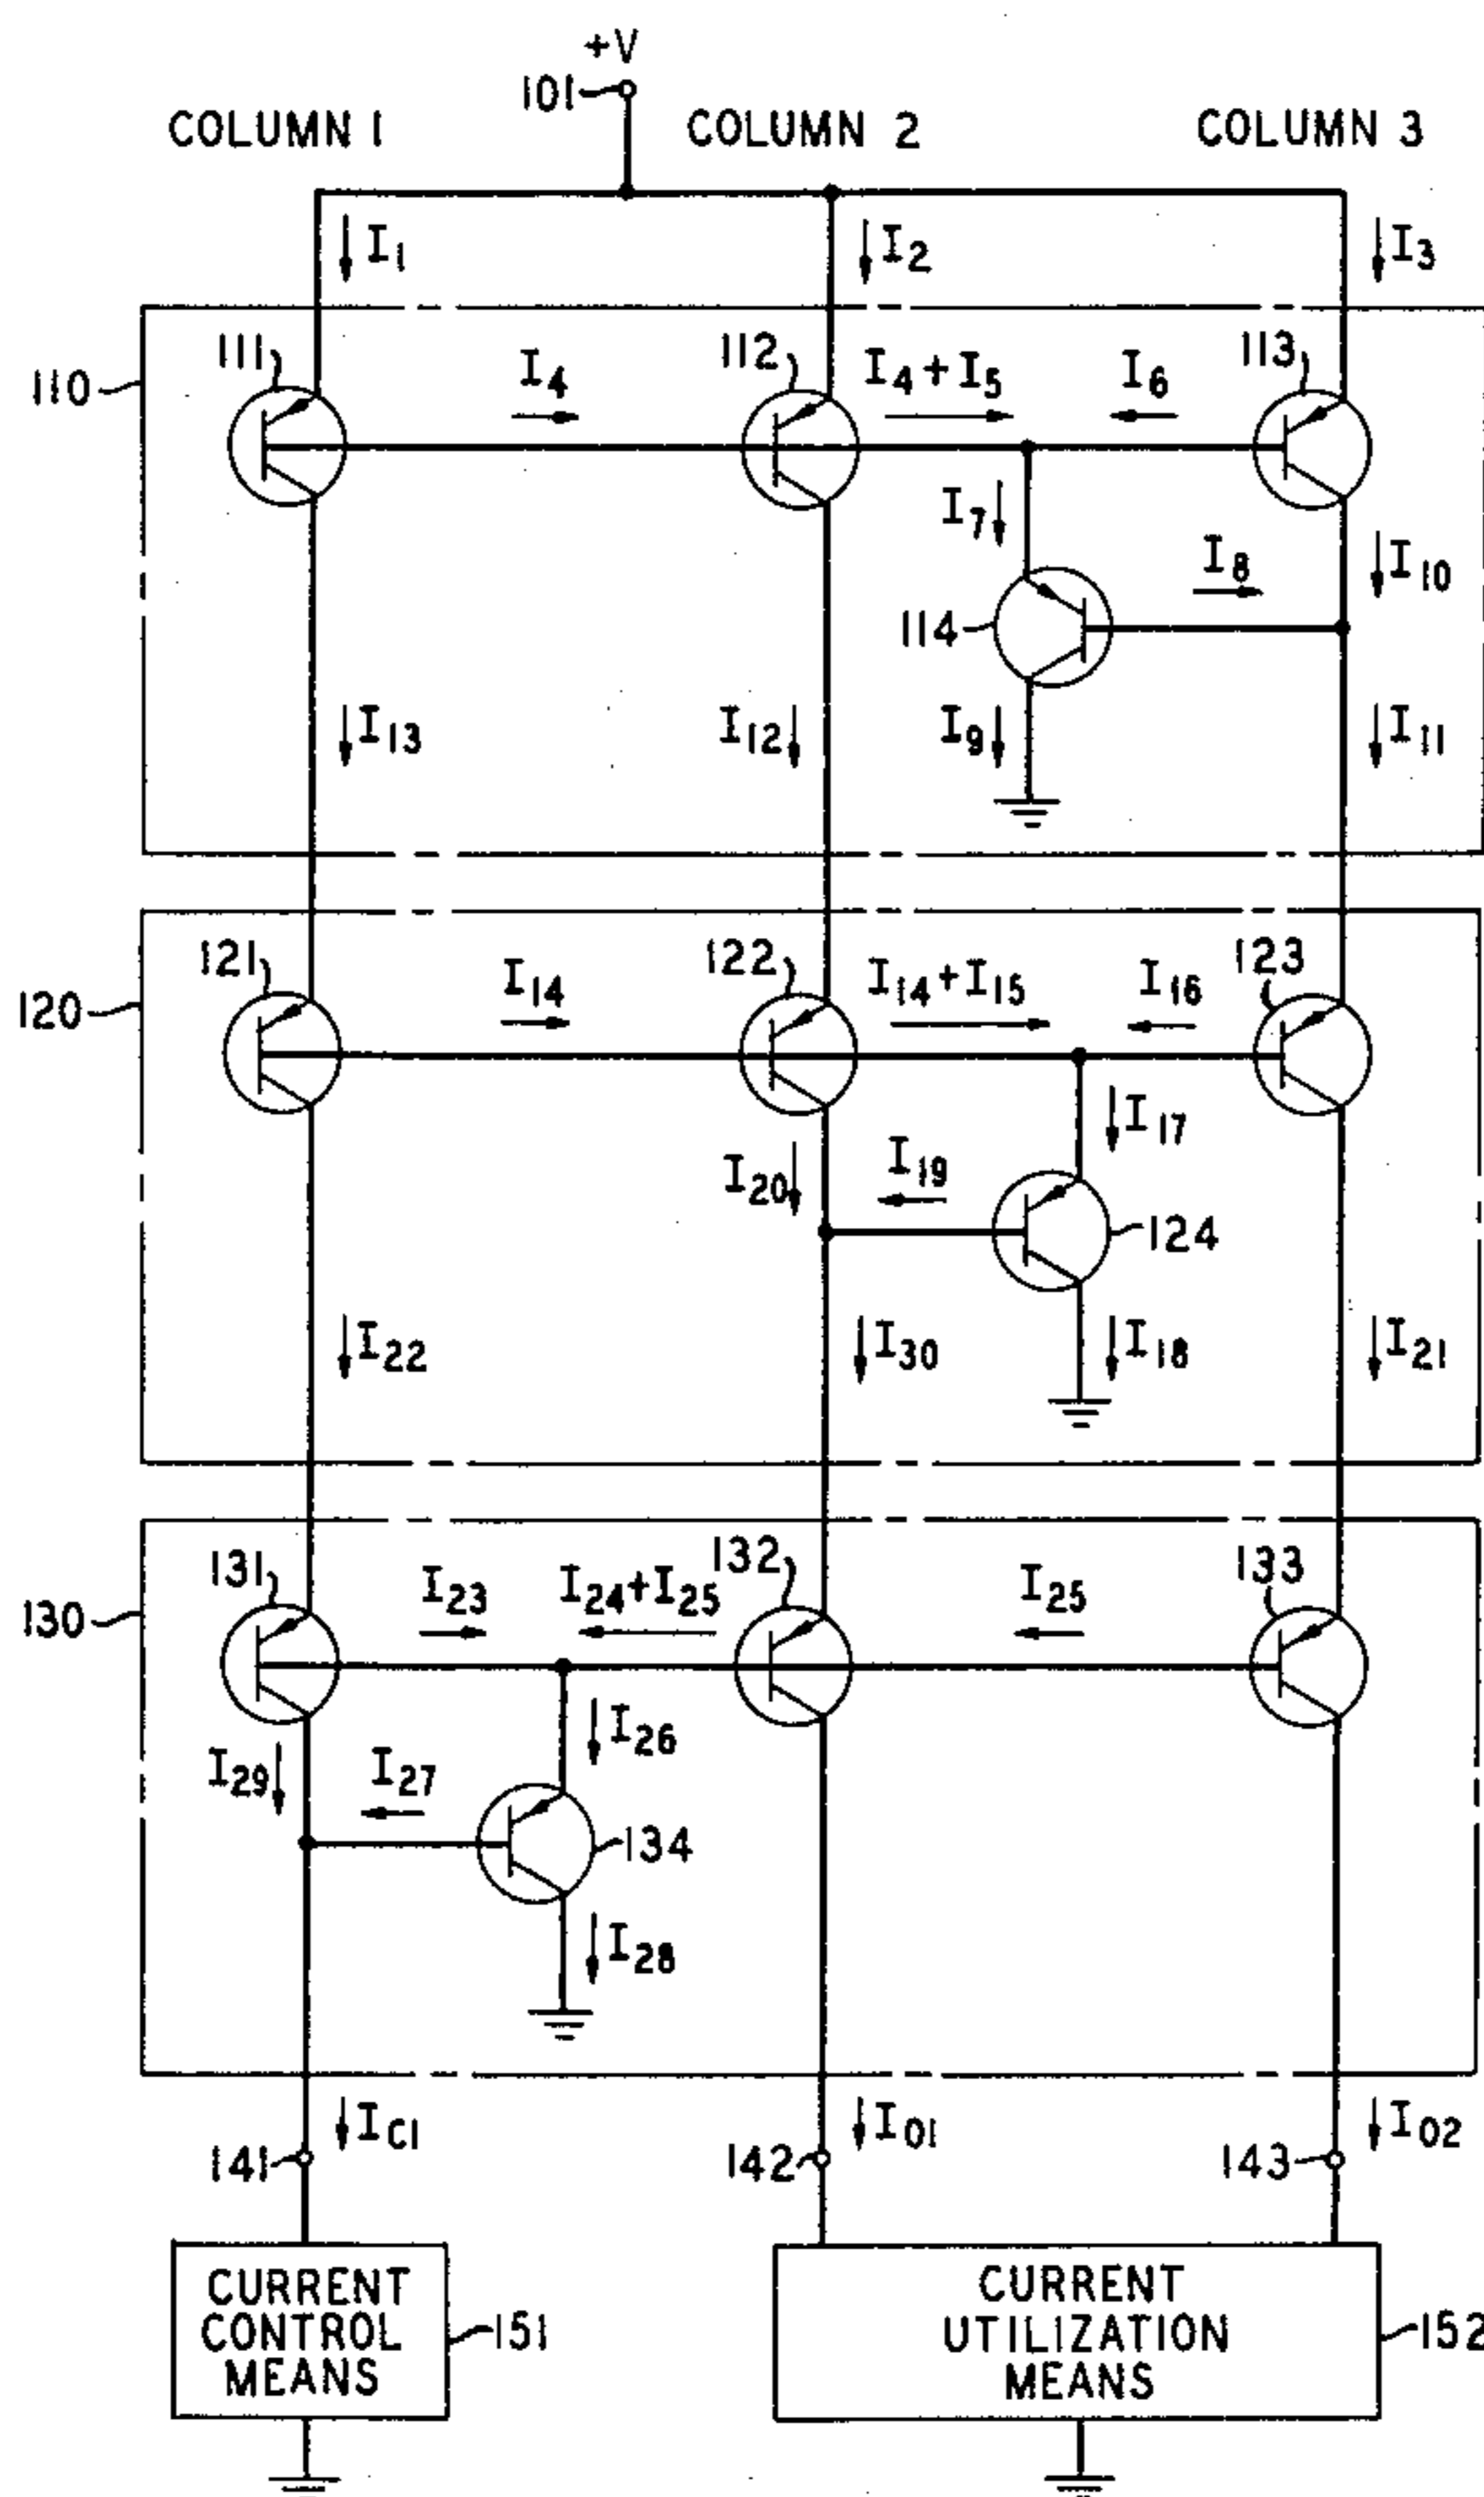 +V
101
COLUMN 1 COLUMN 2 COLUMN 3
I1 I2 I3
110 111 I4 112 I4+I5 I6 113
I7
I8 I10
114
I13 I12 I9 I11
120 121 I14 122 I14+I15 I16 123
I17
I20 I19
124
I22 I30 I18 I21
130 131 I23 I24+I25 132 I25 133
I26
I29 I27
134
I28
IC1 IO1 IO2
141 142 143
CURRENT
CONTROL
MEANS
151
CURRENT
UTILIZATION
MEANS
152